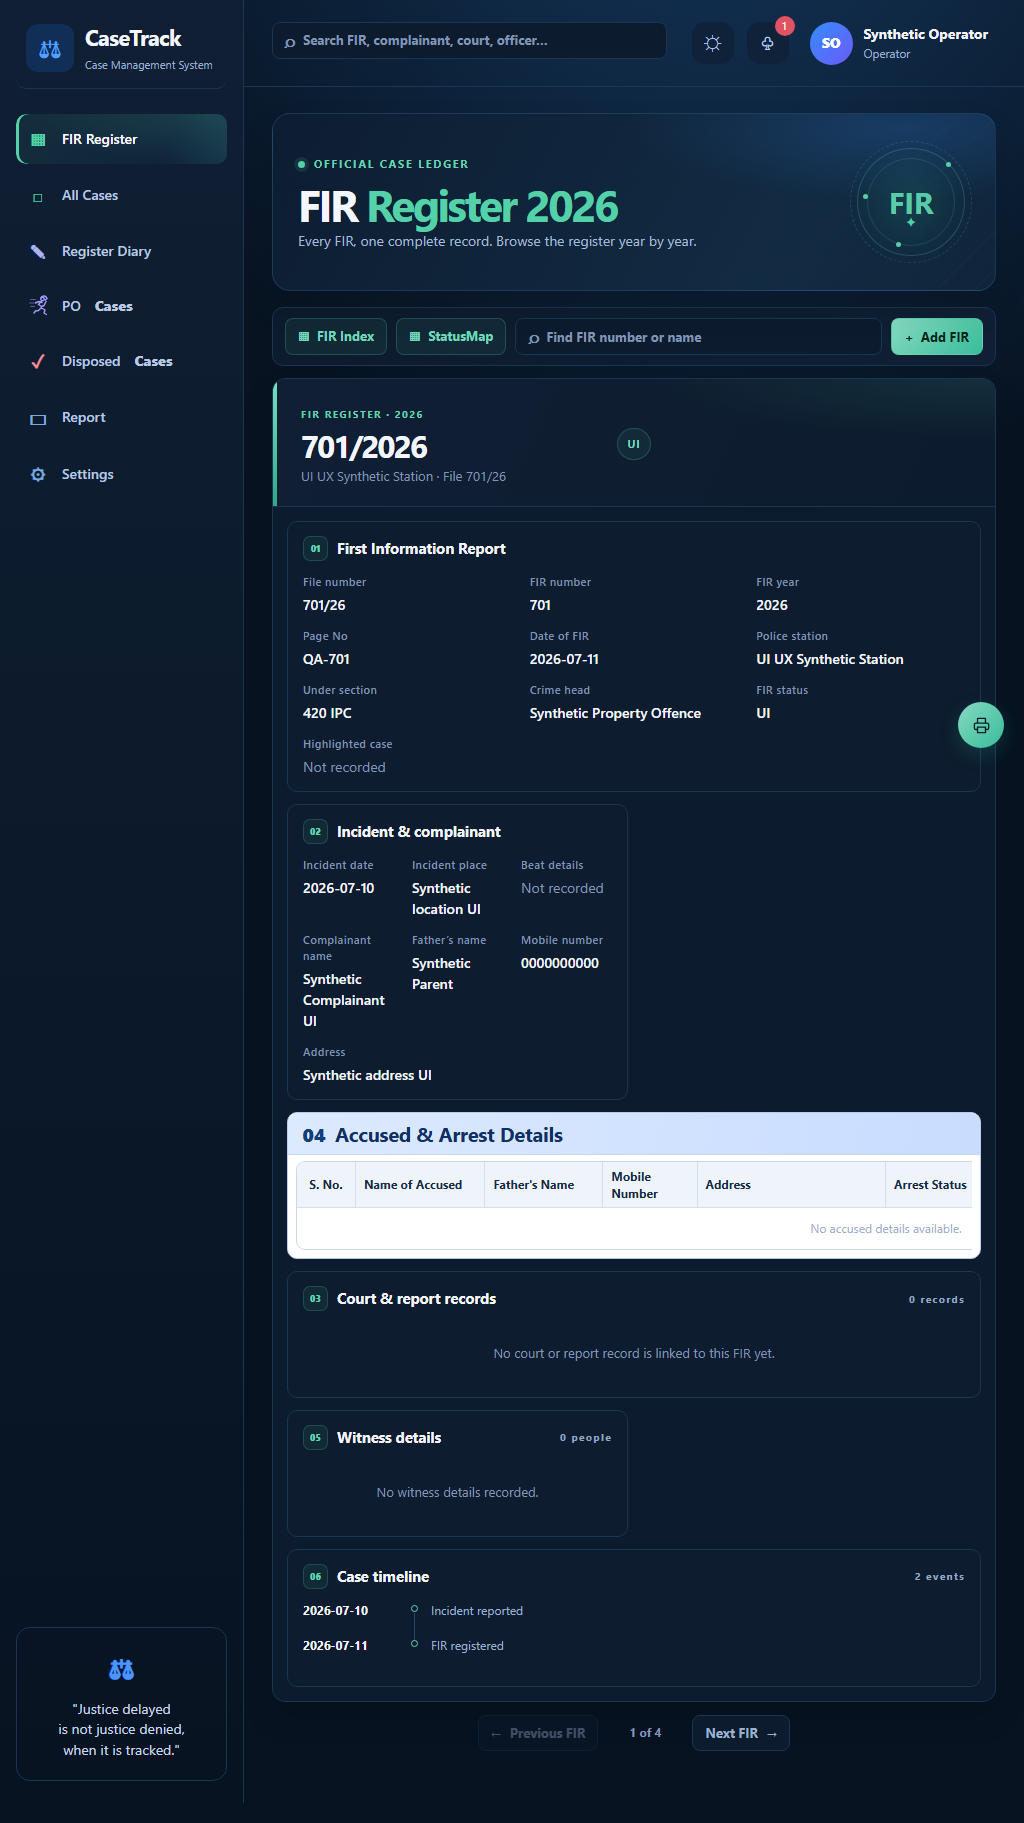 CaseTrack
Case Management System
FIR Register
All Cases
Register Diary
PO Cases
Disposed Cases
Report
Settings
"Justice delayed
is not justice denied,
when it is tracked."
Search FIR, complainant, court, officer...
1
SO
Synthetic Operator
Operator
OFFICIAL CASE LEDGER
FIR Register 2026
Every FIR, one complete record. Browse the register year by year.
FIR
FIR Index
StatusMap
Find FIR number or name
+ Add FIR
FIR REGISTER · 2026
701/2026
UI UX Synthetic Station · File 701/26
UI
01 First Information Report
File number
701/26
FIR number
701
FIR year
2026
Page No
QA-701
Date of FIR
2026-07-11
Police station
UI UX Synthetic Station
Under section
420 IPC
Crime head
Synthetic Property Offence
FIR status
UI
Highlighted case
Not recorded
02 Incident & complainant
Incident date
2026-07-10
Incident place
Synthetic
location UI
Beat details
Not recorded
Complainant
name
Synthetic
Complainant
UI
Father's name
Synthetic
Parent
Mobile number
0000000000
Address
Synthetic address UI
04 Accused & Arrest Details
S. No.
Name of Accused
Father's Name
Mobile
Number
Address
Arrest Status
No accused details available.
03 Court & report records
0 records
No court or report record is linked to this FIR yet.
05 Witness details
0 people
No witness details recorded.
06 Case timeline
2 events
2026-07-10 Incident reported
2026-07-11 FIR registered
← Previous FIR
1 of 4
Next FIR →